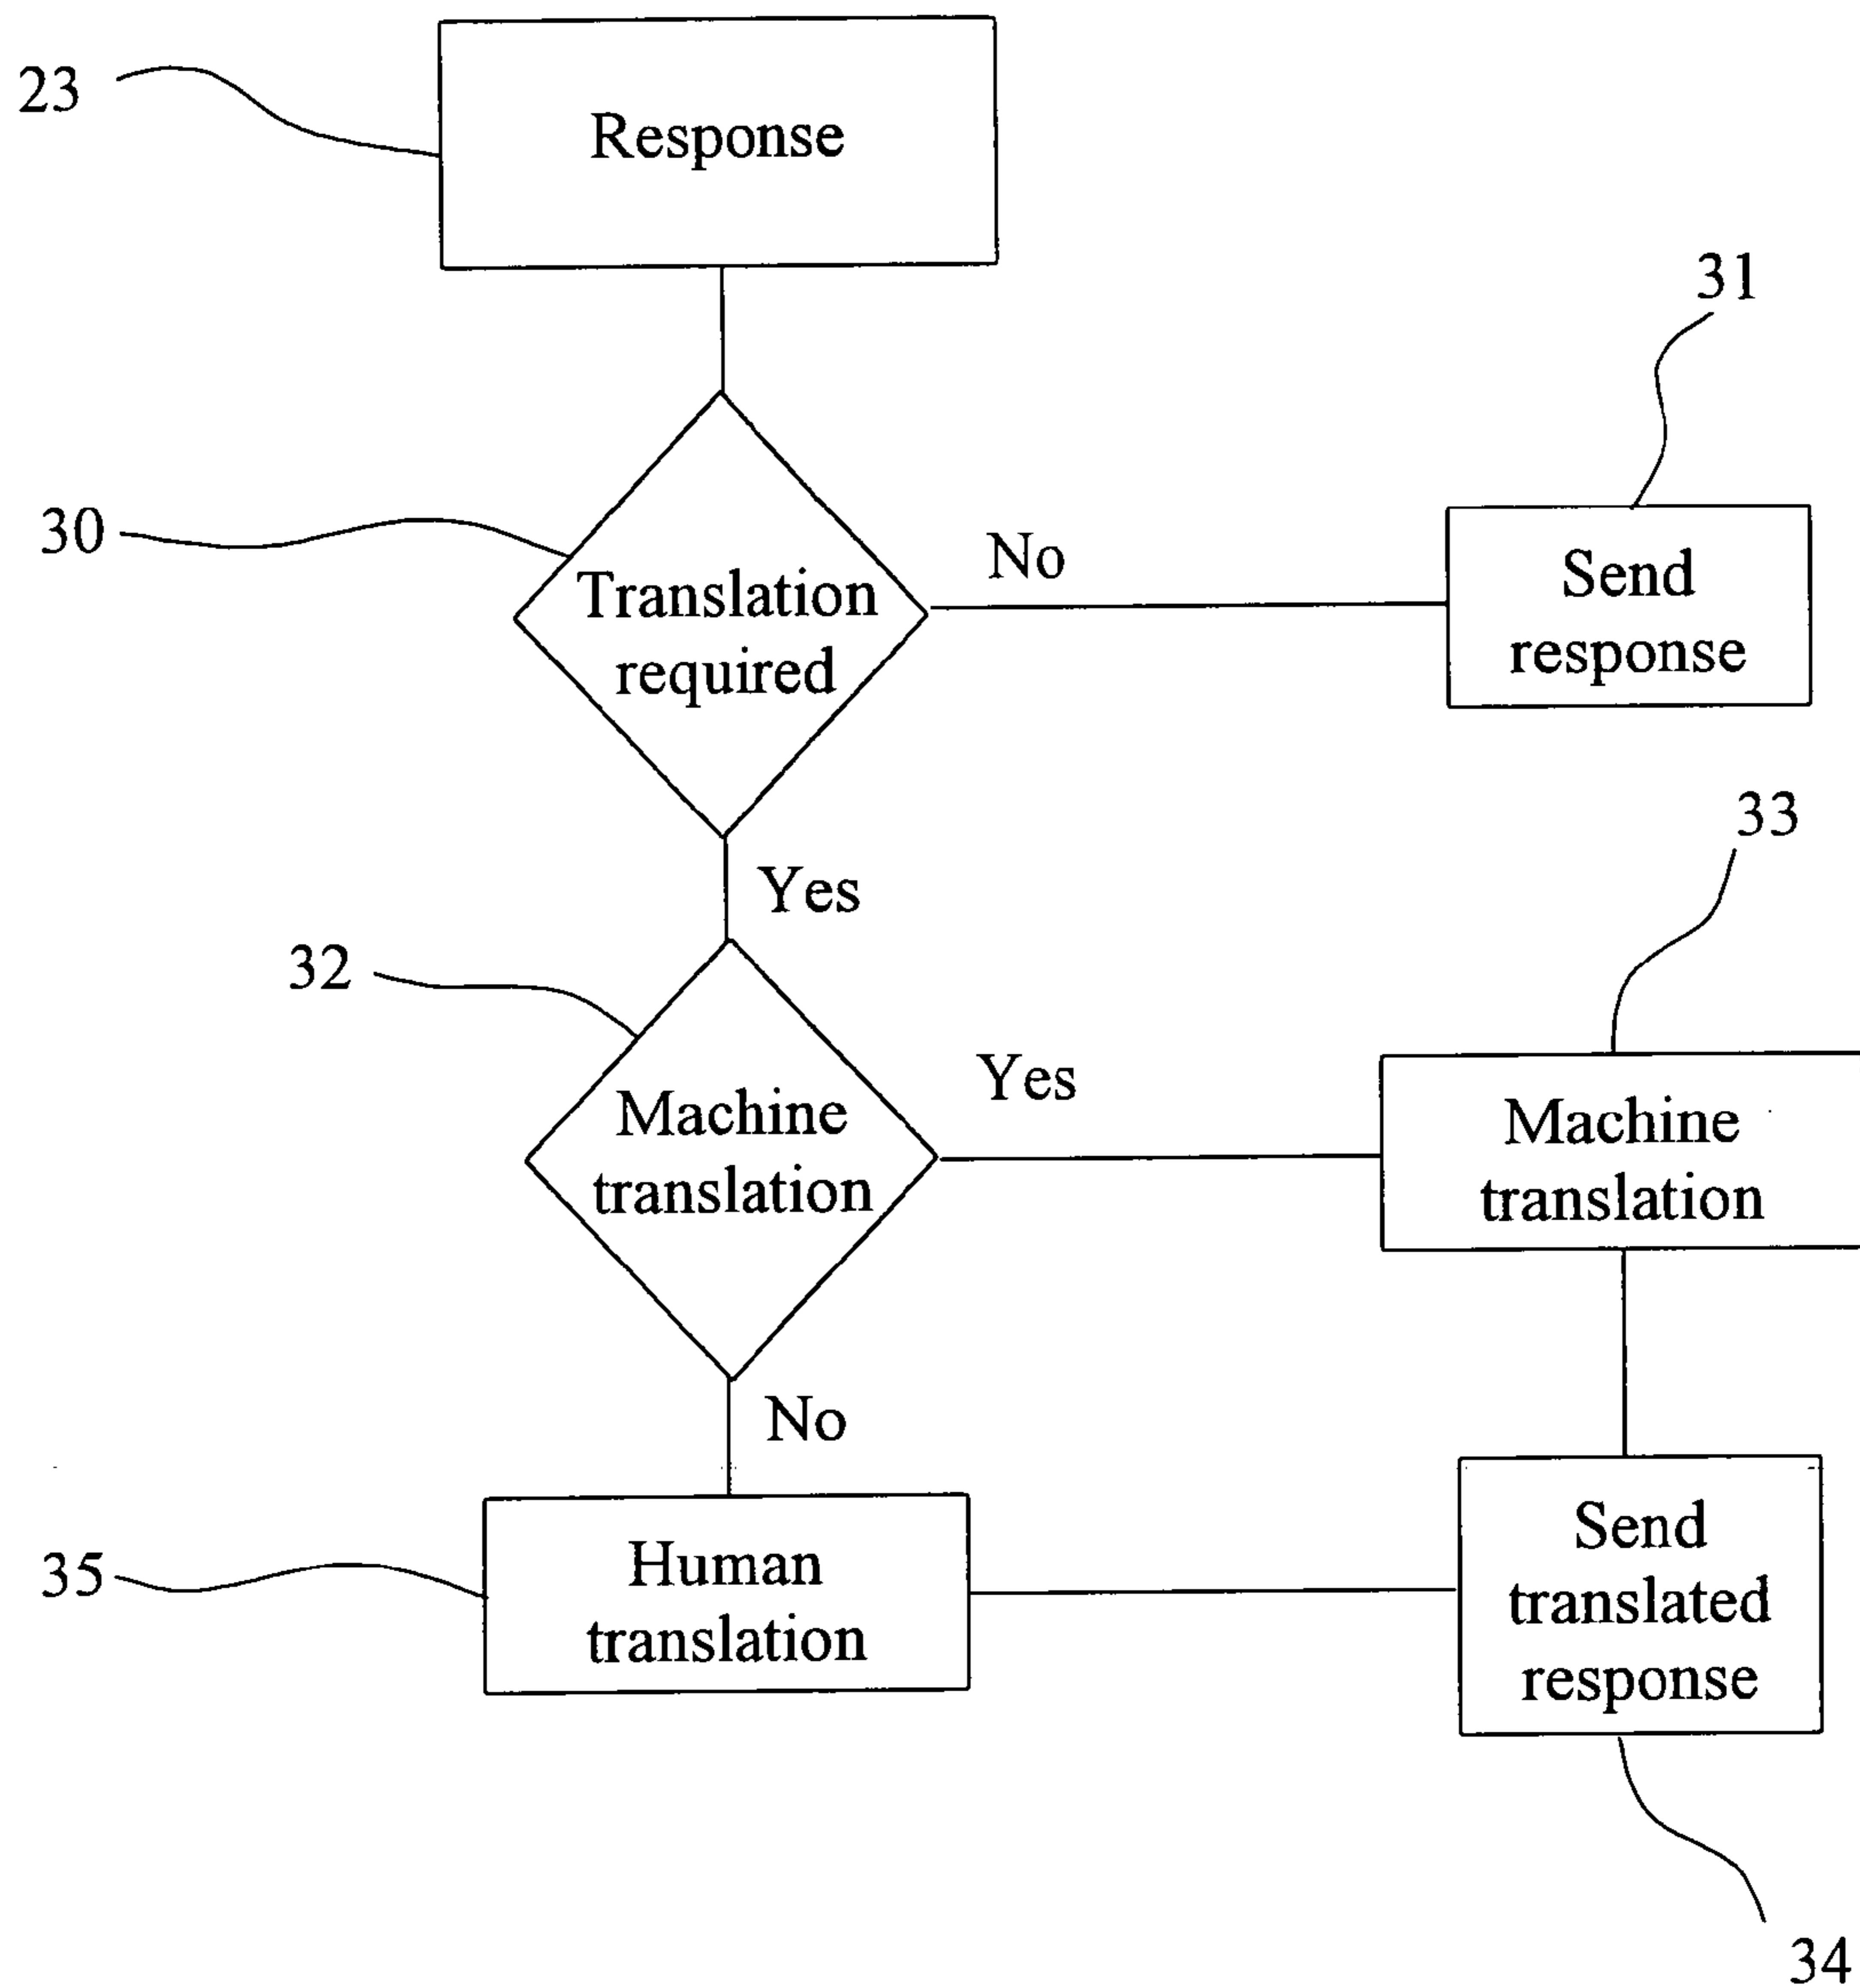 23
Response
31
30
No
Translation
required
Send
response
33
Yes
32
Yes
Machine
translation
Machine
translation
No
35
Human
translation
Send
translated
response
34